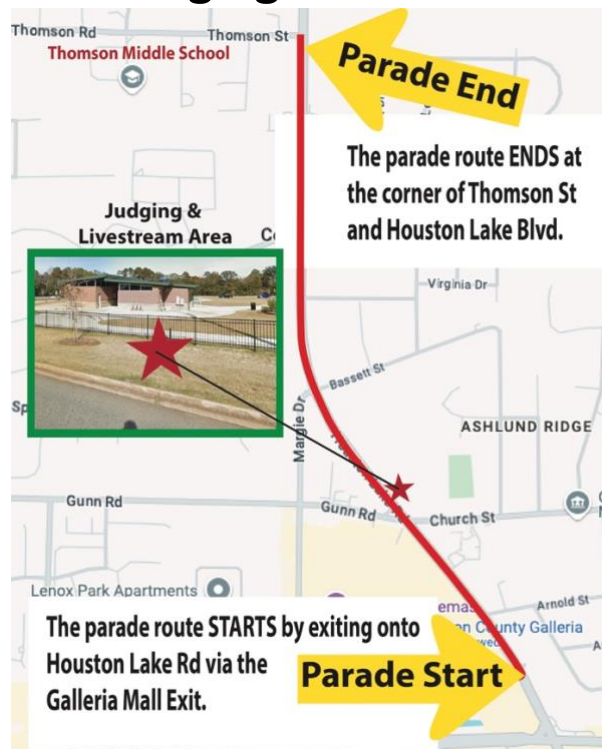 Thomson Rd
Thomson St
Thomson Middle School
Parade End
The parade route ENDS at
the corner of Thomson St
and Houston Lake Blvd.
Judging &
Livestream Area
Virginia Dr
Bassett St
Margie Dr
ASHLUND RIDGE
Gunn Rd
Gunn Rd
Church St
Lenox Park Apartments
Arnold St
County Galleria
The parade route STARTS by exiting onto
Houston Lake Rd via the
Galleria Mall Exit.
Parade Start